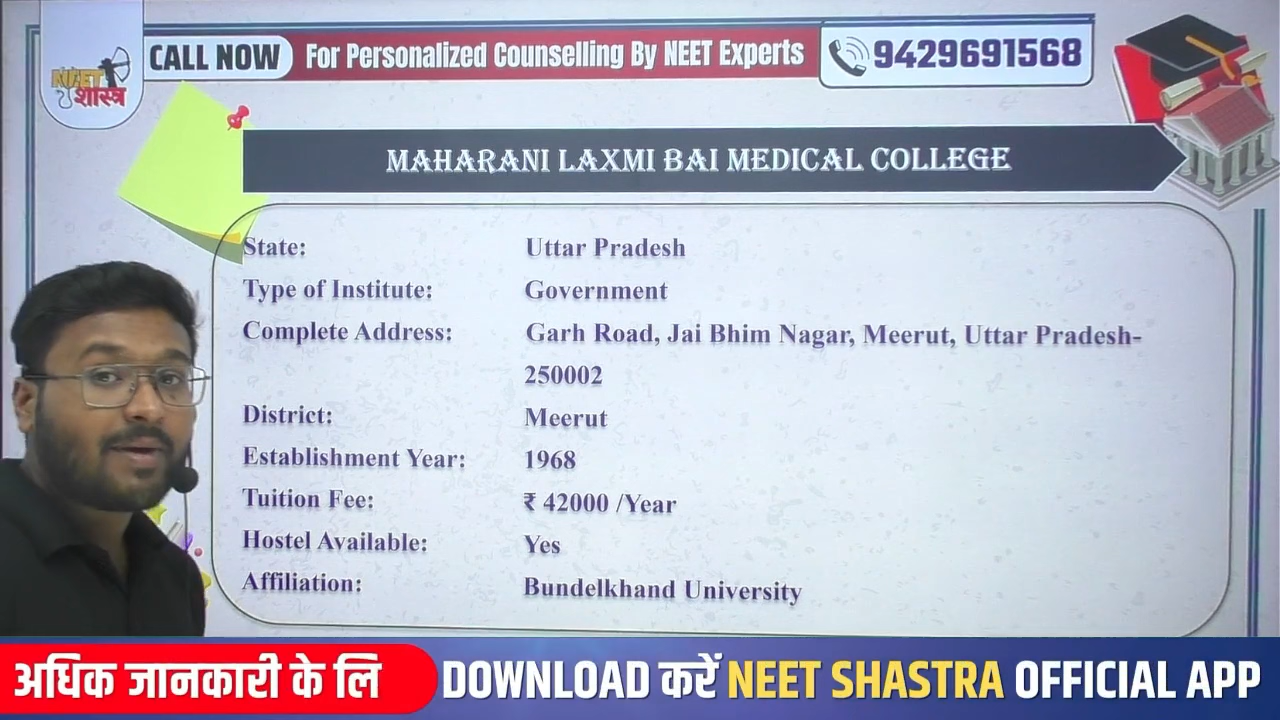 NEET शास्त्र
CALL NOW
For Personalized Counselling By NEET Experts
9429691568
MAHARANI LAXMI BAI MEDICAL COLLEGE
State: Uttar Pradesh
Type of Institute: Government
Complete Address: Garh Road, Jai Bhim Nagar, Meerut, Uttar Pradesh-
250002
District: Meerut
Establishment Year: 1968
Tuition Fee: ₹ 42000 /Year
Hostel Available: Yes
Affiliation: Bundelkhand University
अधिक जानकारी के लि
DOWNLOAD करें NEET SHASTRA OFFICIAL APP